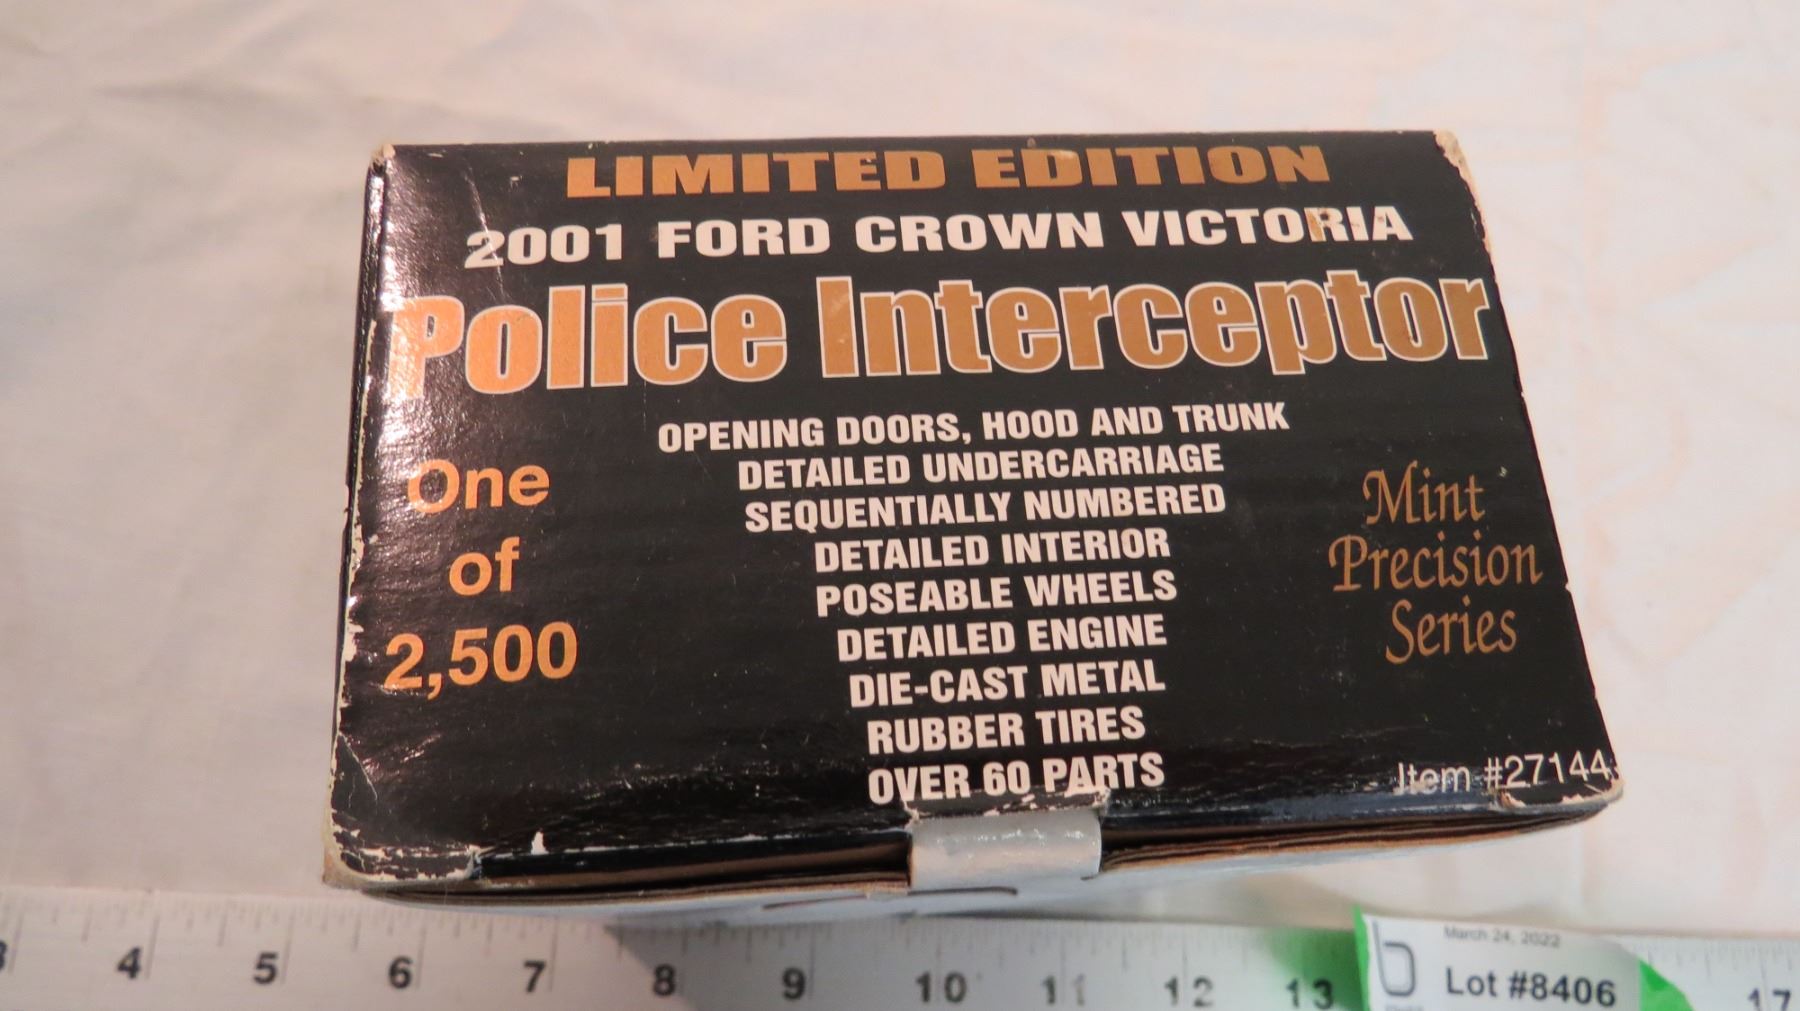 LIMITED EDITION
2001 FORD CROWN VICTORIA
Police Interceptor
One
of
2,500
OPENING DOORS, HOOD AND TRUNK
DETAILED UNDERCARRIAGE
SEQUENTIALLY NUMBERED
DETAILED INTERIOR
POSEABLE WHEELS
DETAILED ENGINE
DIE-CAST METAL
RUBBER TIRES
OVER 60 PARTS
Mint
Precision
Series
Item #27144
3 4 5 6 7 8 9 10 11 12 13 17
b
March 24, 2022
Lot #8406